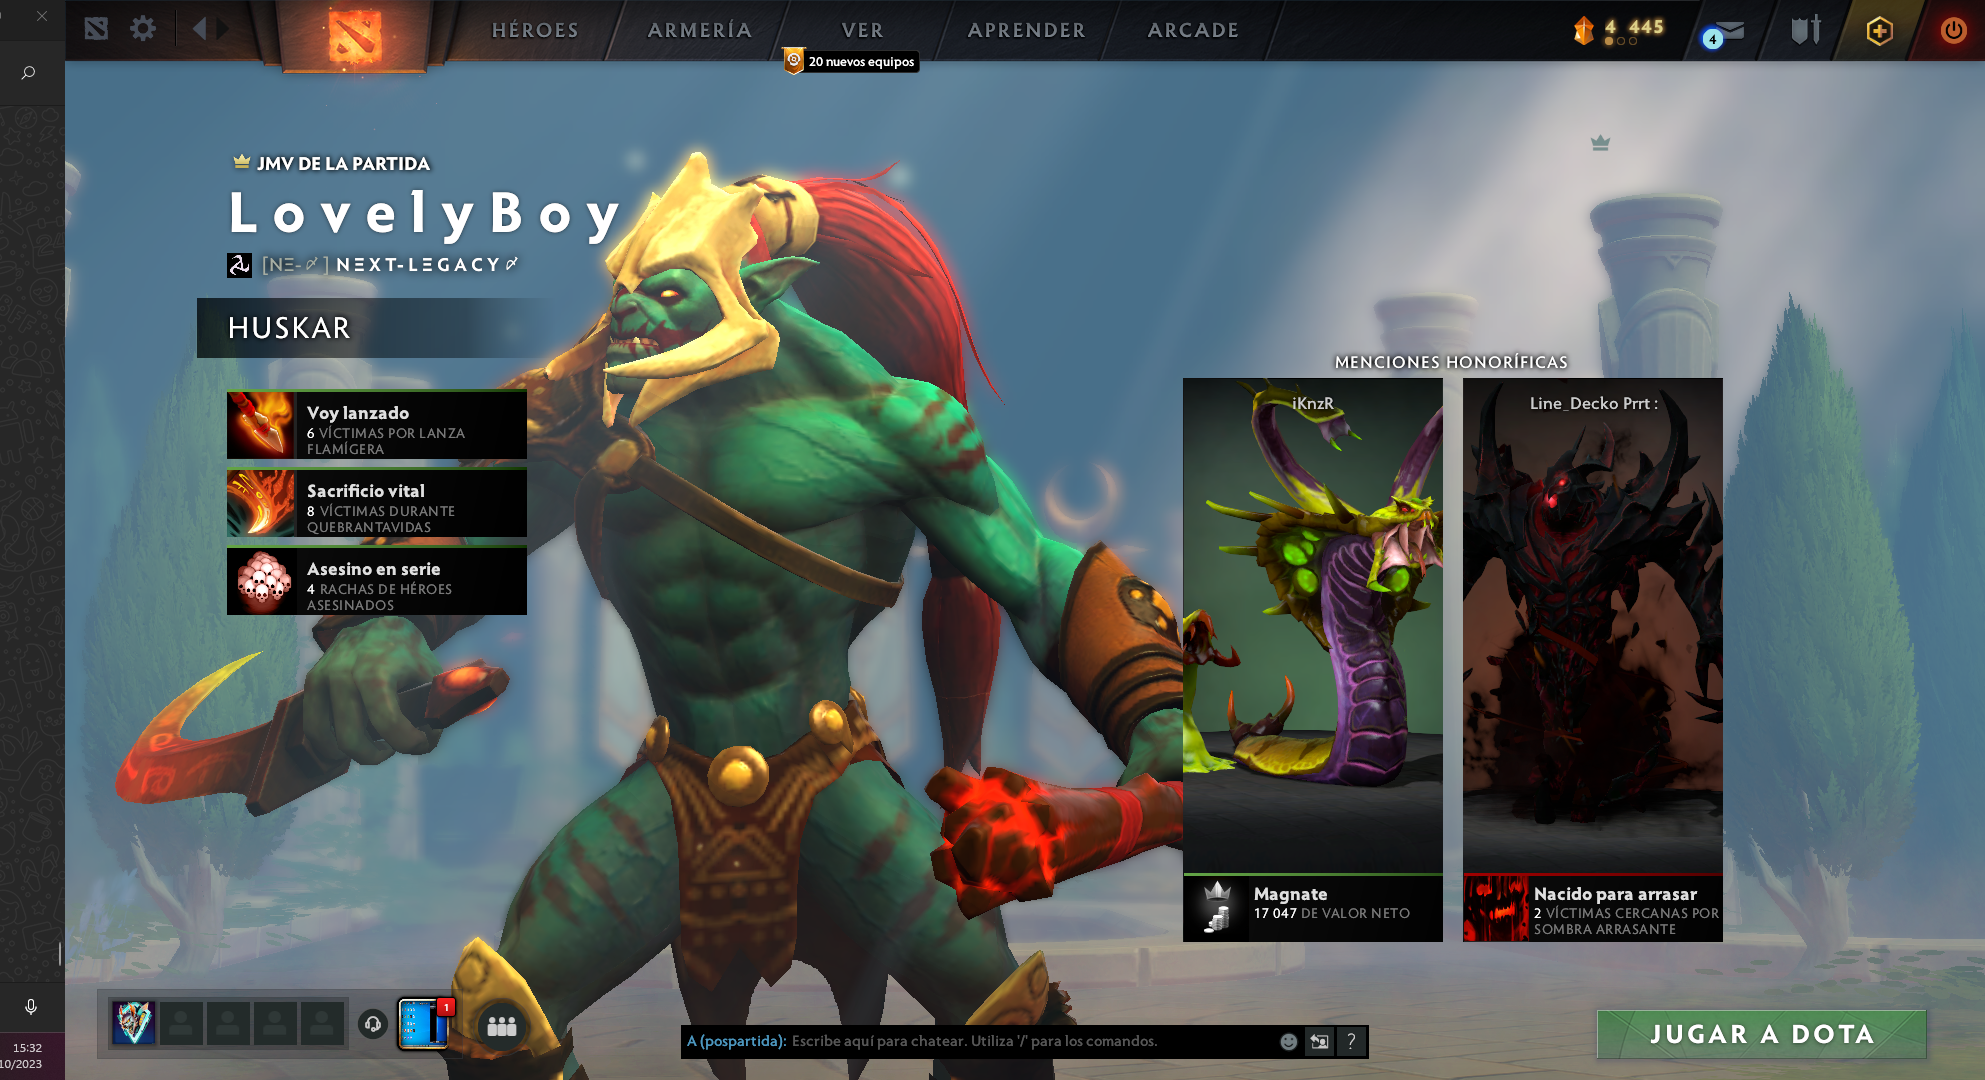 HÉROES
ARMERÍA
VER
APRENDER
ARCADE
4 445
4
20 nuevos equipos
JMV DE LA PARTIDA
LovelyBoy
NEXT-LEGACY
HUSKAR
Voy lanzado
6 VÍCTIMAS POR LANZA
FLAMÍGERA
Sacrificio vital
8 VÍCTIMAS DURANTE
QUEBRANTAVIDAS
Asesino en serie
4 RACHAS DE HÉROES
ASESINADOS
MENCIONES HONORÍFICAS
iKnzR
Magnate
17 047 DE VALOR NETO
Line_Decko Prrt :
Nacido para arrasar
2 VÍCTIMAS CERCANAS POR
SOMBRA ARRASANTE
1
A (pospartida): Escribe aquí para chatear. Utiliza '/' para los comandos.
?
JUGAR A DOTA
15:32
10/2023